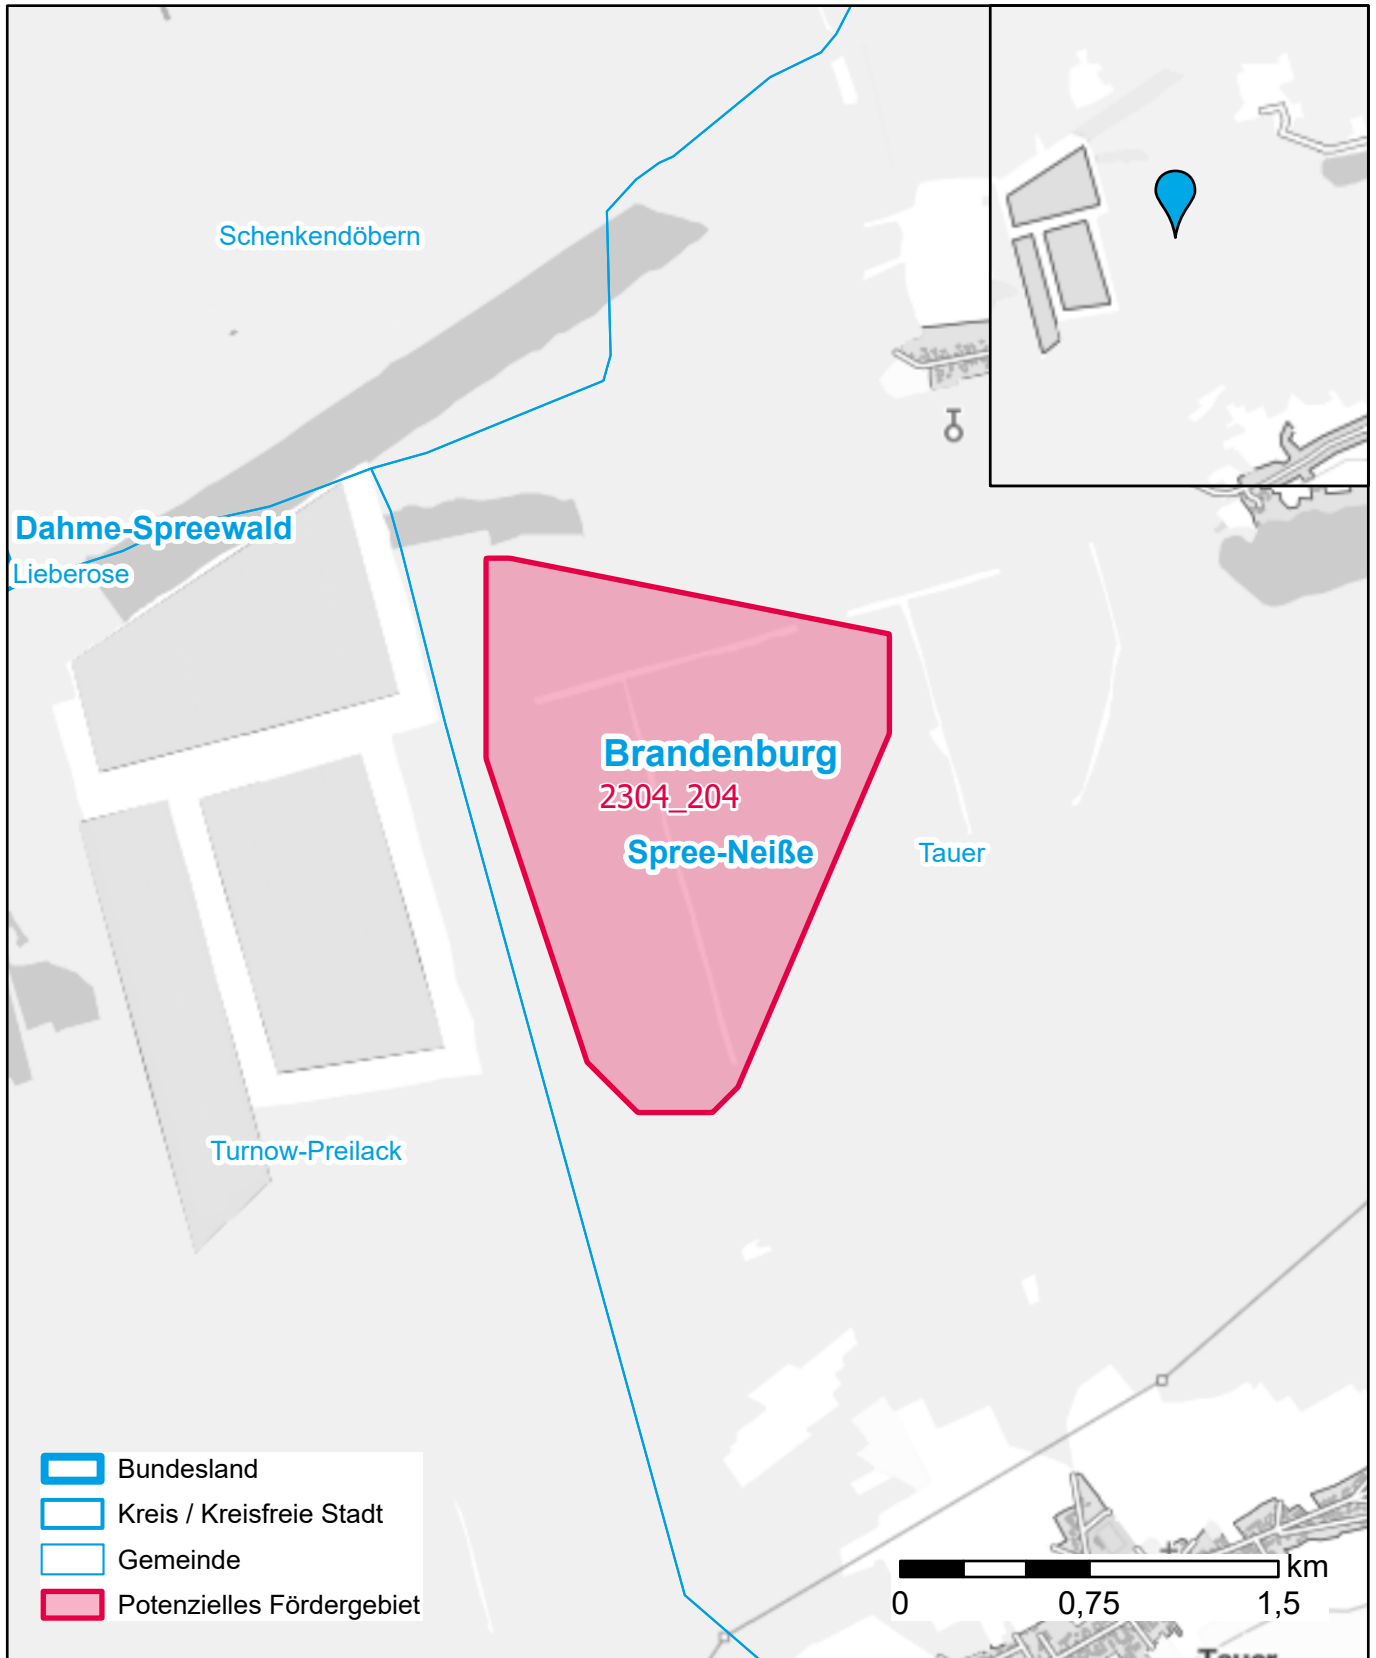 Schenkendöbern
Dahme-Spreewald
Lieberose
Brandenburg
2304_204
Spree-Neiße
Tauer
Turnow-Preilack
Bundesland
Kreis / Kreisfreie Stadt
Gemeinde
Potenzielles Fördergebiet
km
0 0,75 1,5
Tauer